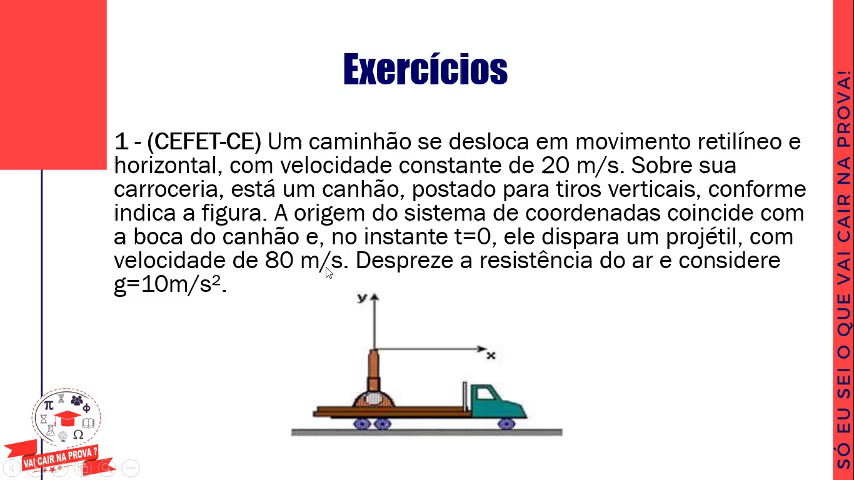 Exercícios
1 - (CEFET-CE) Um caminhão se desloca em movimento retilíneo e
horizontal, com velocidade constante de 20 m/s. Sobre sua
carroceria, está um canhão, postado para tiros verticais, conforme
indica a figura. A origem do sistema de coordenadas coincide com
a boca do canhão e, no instante t=0, ele dispara um projétil, com
velocidade de 80 m/s. Despreze a resistência do ar e considere
g=10m/s².
y
x
π
Φ
Ω
VAI CAIR NA PROVA ?
SÓ EU SEI O QUE VAI CAIR NA PROVA!